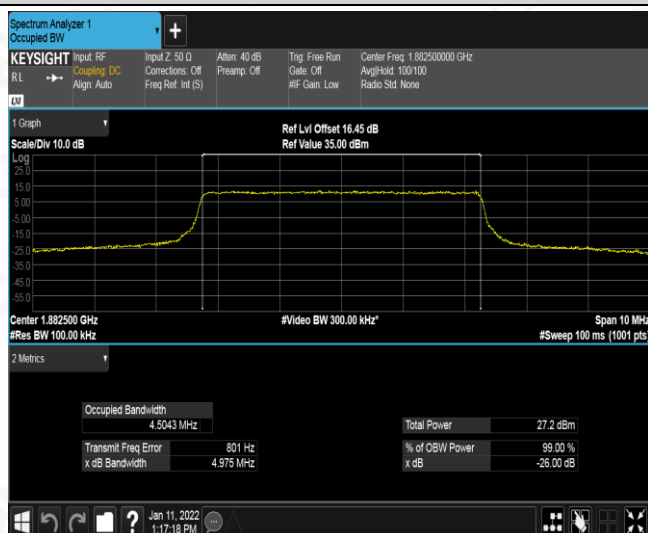 Spectrum Analyzer 1
Occupied BW
KEYSIGHT
RL
LXI
Input: RF
Coupling: DC
Align: Auto
Input Z: 50 Ω
Corrections: Off
Freq Ref: Int (S)
Atten: 40 dB
Preamp: Off
Trig: Free Run
Gate: Off
#IF Gain: Low
Center Freq: 1.882500000 GHz
Avg|Hold: 100/100
Radio Std: None
1 Graph
Scale/Div 10.0 dB
Ref Lvl Offset 16.45 dB
Ref Value 35.00 dBm
Log
25.0
15.0
5.00
-5.00
-15.0
-25.0
-35.0
-45.0
-55.0
Center 1.882500 GHz
#Res BW 100.00 kHz
#Video BW 300.00 kHz*
Span 10 MHz
#Sweep 100 ms (1001 pts)
2 Metrics
Occupied Bandwidth
4.5043 MHz
Transmit Freq Error 801 Hz
x dB Bandwidth 4.975 MHz
Total Power 27.2 dBm
% of OBW Power 99.00 %
x dB -26.00 dB
?
Jan 11, 2022
1:17:18 PM